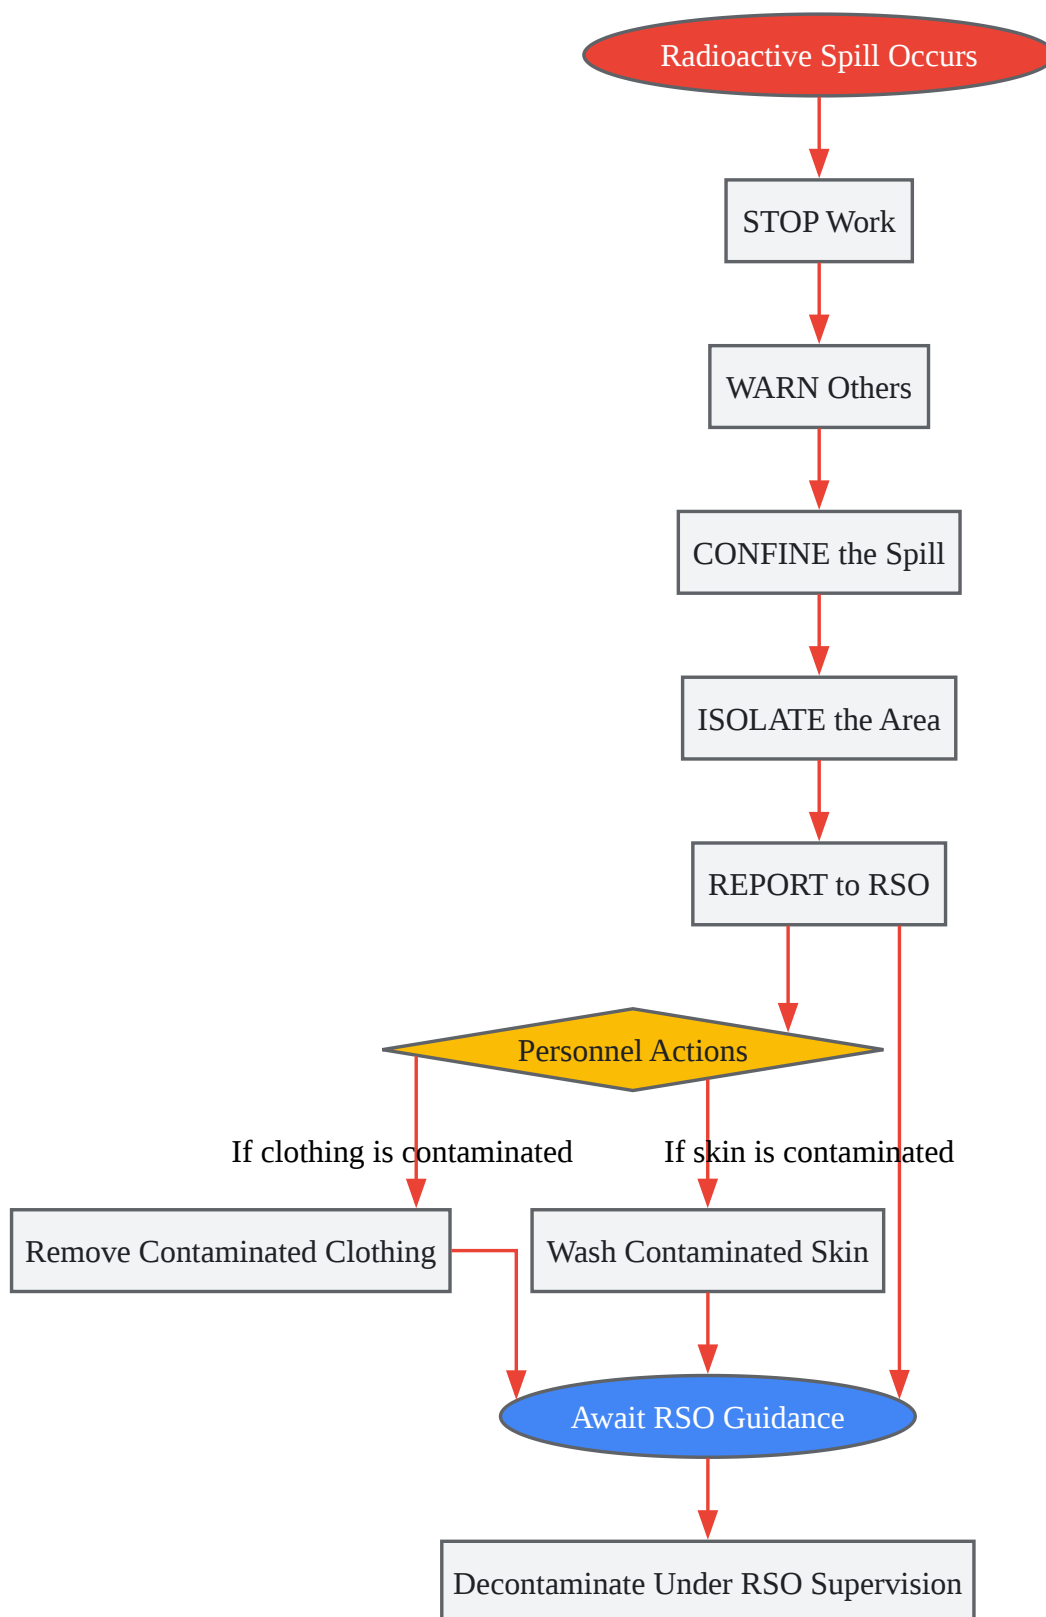 Radioactive Spill Occurs
STOP Work
WARN Others
CONFINE the Spill
ISOLATE the Area
REPORT to RSO
Personnel Actions
If clothing is contaminated
If skin is contaminated
Remove Contaminated Clothing
Wash Contaminated Skin
Await RSO Guidance
Decontaminate Under RSO Supervision